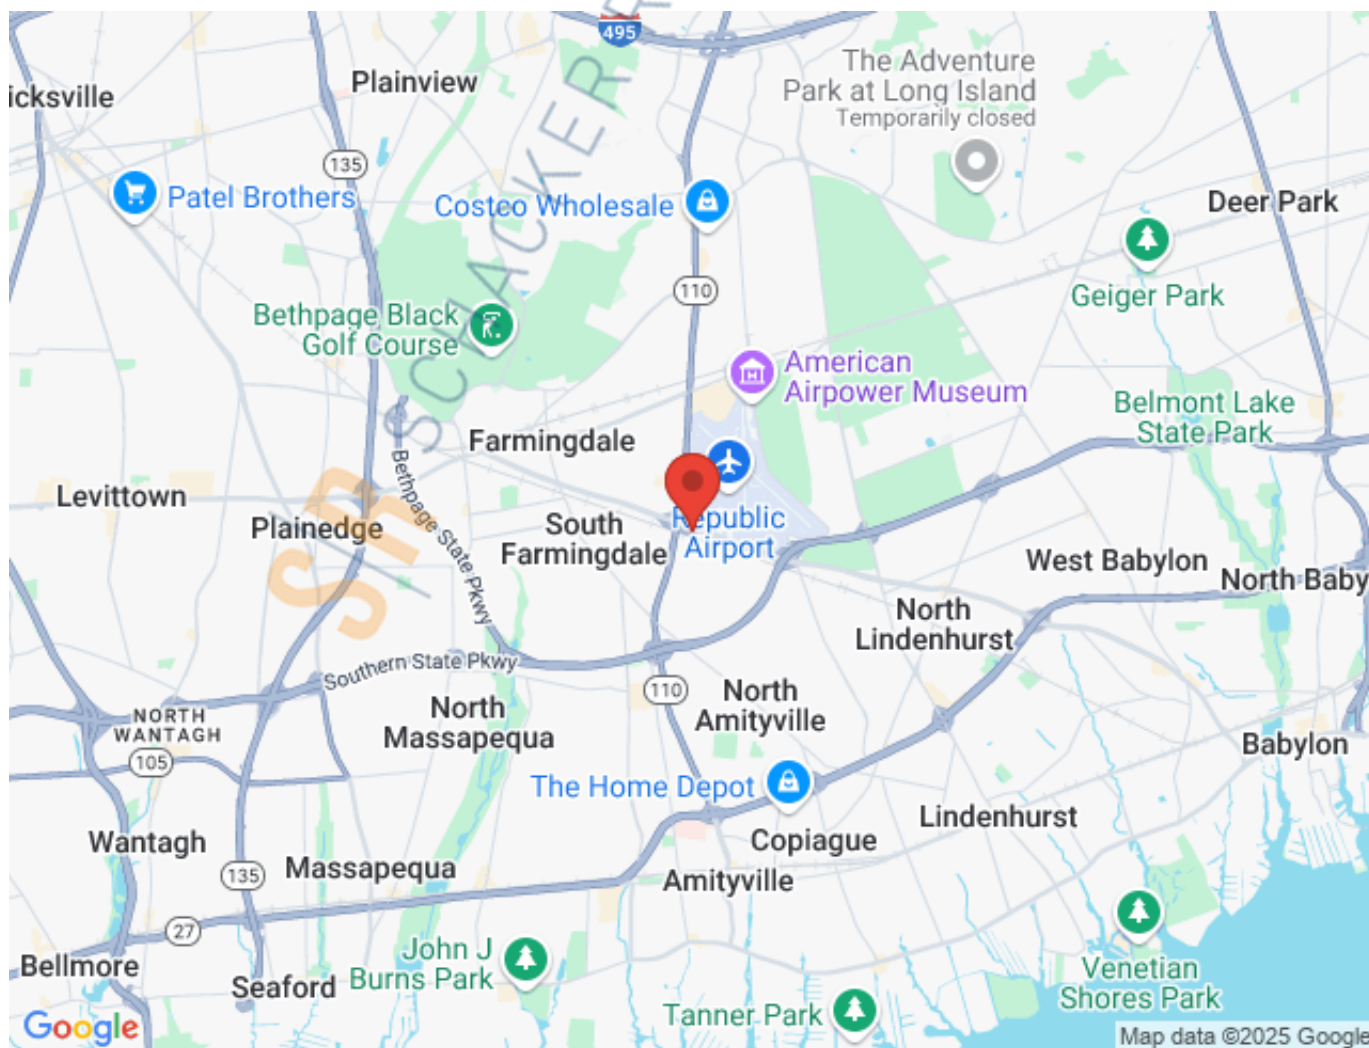 495
Plainview
The Adventure
Park at Long Island
Temporarily closed
icksville
135
Patel Brothers
Costco Wholesale
Deer Park
110
Geiger Park
Bethpage Black
Golf Course
SCHACKER
American
Airpower Museum
Belmont Lake
State Park
Farmingdale
Levittown
Bethpage State Pkwy
Plainedge
SIR
South
Farmingdale
Republic
Airport
West Babylon
North Baby
North
Lindenhurst
Southern State Pkwy
110
North
Amityville
North
Massapequa
NORTH
WANTAGH
105
Babylon
The Home Depot
Lindenhurst
Wantagh
Copiague
Massapequa
135
Amityville
27
John J
Burns Park
Bellmore
Seaford
Venetian
Shores Park
Tanner Park
Google
Map data ©2025 Google